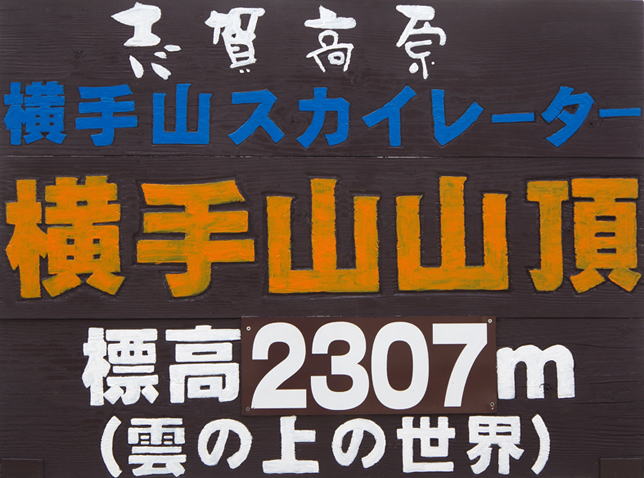 志賀高原
横手山スカイレーター
横手山山頂
標高2307m
(雲の上の世界)